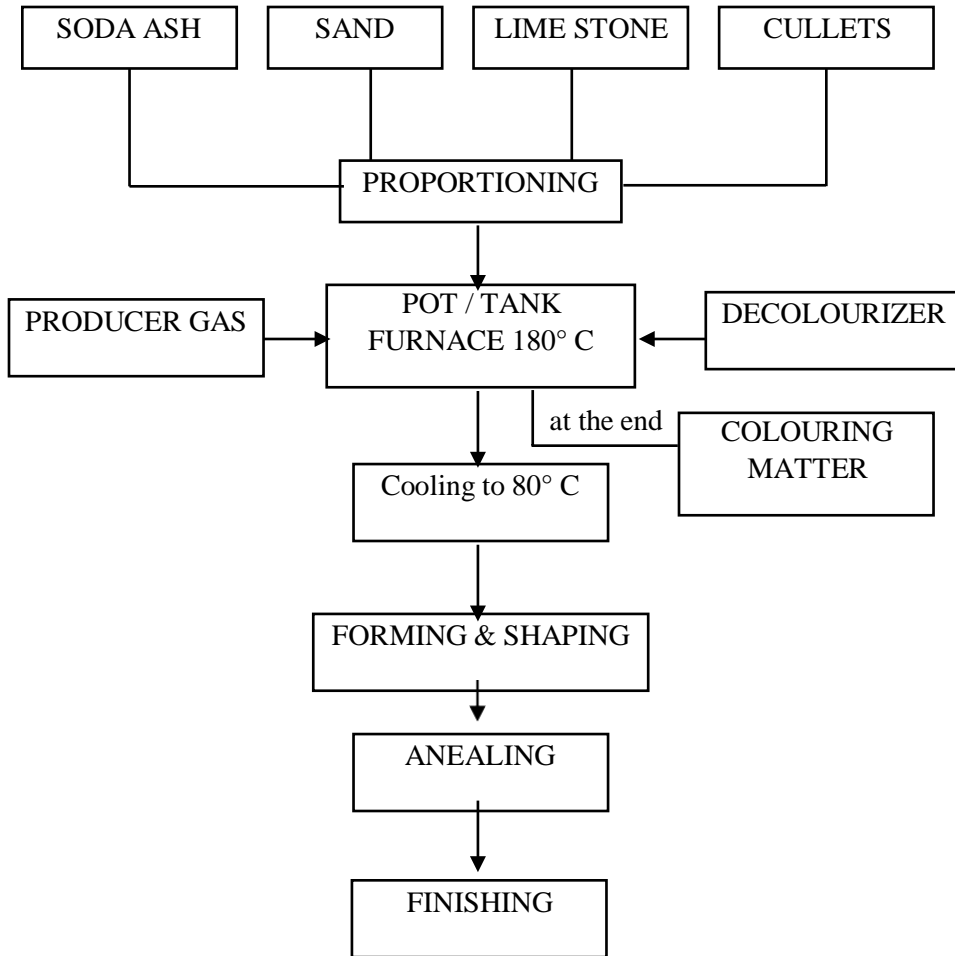 SODA ASH
SAND
LIME STONE
CULLETS
PROPORTIONING
PRODUCER GAS
POT / TANK
FURNACE 180° C
DECOLOURIZER
at the end
COLOURING
MATTER
Cooling to 80° C
FORMING & SHAPING
ANEALING
FINISHING